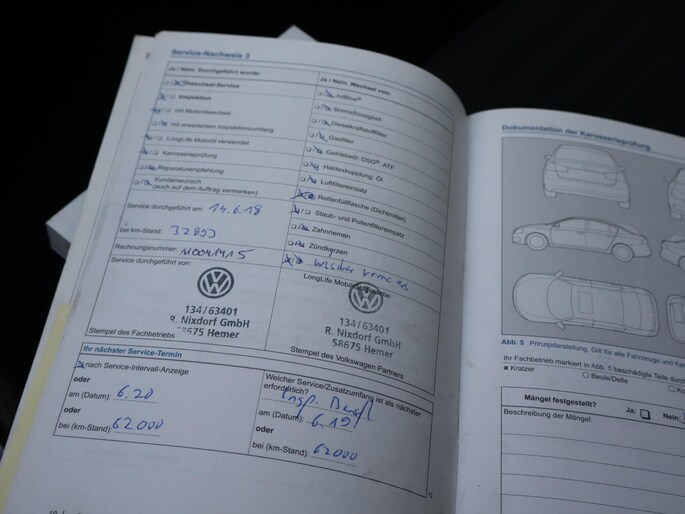 Service-Nachweis 3
Ja / Nein. Durchgeführt wurde:
Ölwechsel-Service
Inspektion
mit Motorölwechsel
mit erweitertem Inspektionsumfang
LongLife Motoröl verwendet
Karosserieprüfung
Reparaturempfehlung
Kundenwunsch
(auch auf dem Auftrag vermerken)
Service durchgeführt am: 14.6.18
bei km-Stand: 32893
Rechnungsnummer:
Service durchgeführt von:
134/63401
R. Nixdorf GmbH
58675 Hemer
Stempel des Fachbetriebs
Ja / Nein. Wechsel von:
AdBlue®
Bremsflüssigkeit
Dieselkraftstofffilter
Gasfilter
Getriebeöl: DSG®, ATF
Haldexkupplung: Öl
Luftfiltereinsatz
Reifenfüllflasche (Dichtmittel)
Staub- und Pollenfiltereinsatz
Zahnriemen
Zündkerzen
Wischer vorne
LongLife
134/63401
R. Nixdorf GmbH
58675 Hemer
Stempel des Volkswagen Partners
Ihr nächster Service-Termin
nach Service-Intervall-Anzeige
oder
am (Datum): 6.20
oder
bei (km-Stand): 62000
Welcher Service/Zusatzumfang ist als nächster
erforderlich?
am (Datum): 6.19
oder
bei (km-Stand): 62000
Dokumentation der Karosserieprüfung
Abb. 5 Prinzipdarstellung. Gilt für alle Fahrzeuge und
Ihr Fachbetrieb markiert in Abb. 5 beschädigte Teile
Kratzer
Beule/Delle
Mängel festgestellt? Ja: Nein:
Beschreibung der Mängel: